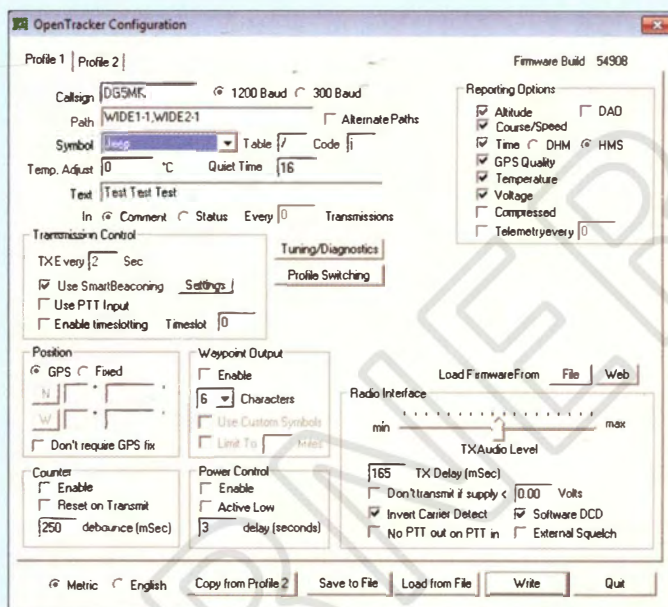 OpenTracker Configuration
Profile 1 Profile 2
Firmware Build 54908
Callsign DG5MK 1200 Baud 300 Baud
Path WIDE1-1,WIDE2-1 Alternate Paths
Symbol Jeep Table / Code j
Temp. Adjust 0 °C Quiet Time 16
Text Test Test Test
In Comment Status Every 0 Transmissions
Reporting Options
Altitude DAO
Course/Speed
Time DHM HMS
GPS Quality
Temperature
Voltage
Compressed
Telemetry every 0
Transmission Control
TX Every 2 Sec
Use SmartBeaconing Settings
Use PTT Input
Enable timeslotting Timeslot 0
Tuning/Diagnostics
Profile Switching
Position
GPS Fixed
N ° '
W ° '
Don't require GPS fix
Waypoint Output
Enable
6 Characters
Use Custom Symbols
Limit To Miles
Load Firmware From File Web
Radio Interface
min max
TX Audio Level
165 TX Delay (mSec)
Don't transmit if supply < 0.00 Volts
Invert Carrier Detect Software DCD
No PTT out on PTT in External Squelch
Counter
Enable
Reset on Transmit
250 debounce (mSec)
Power Control
Enable
Active Low
3 delay (seconds)
Metric English Copy from Profile 2 Save to File Load from File Write Quit